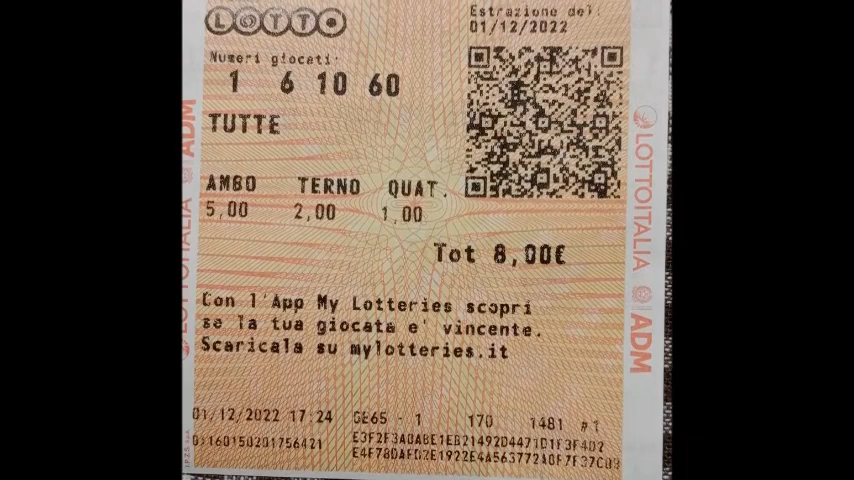 LOTTO
Estrazione del:
01/12/2022
Numeri giocati:
1 6 10 60
TUTTE
AMBO TERNO QUAT.
5,00 2,00 1,00
Tot 8,00€
Con l'App My Lotteries scopri
se la tua giocata e' vincente.
Scaricala su mylotteries.it
01/12/2022 17:24 GE65 - 1 170 1481 #1
ADM
LOTTOITALIA
LOTTOITALIA
ADM